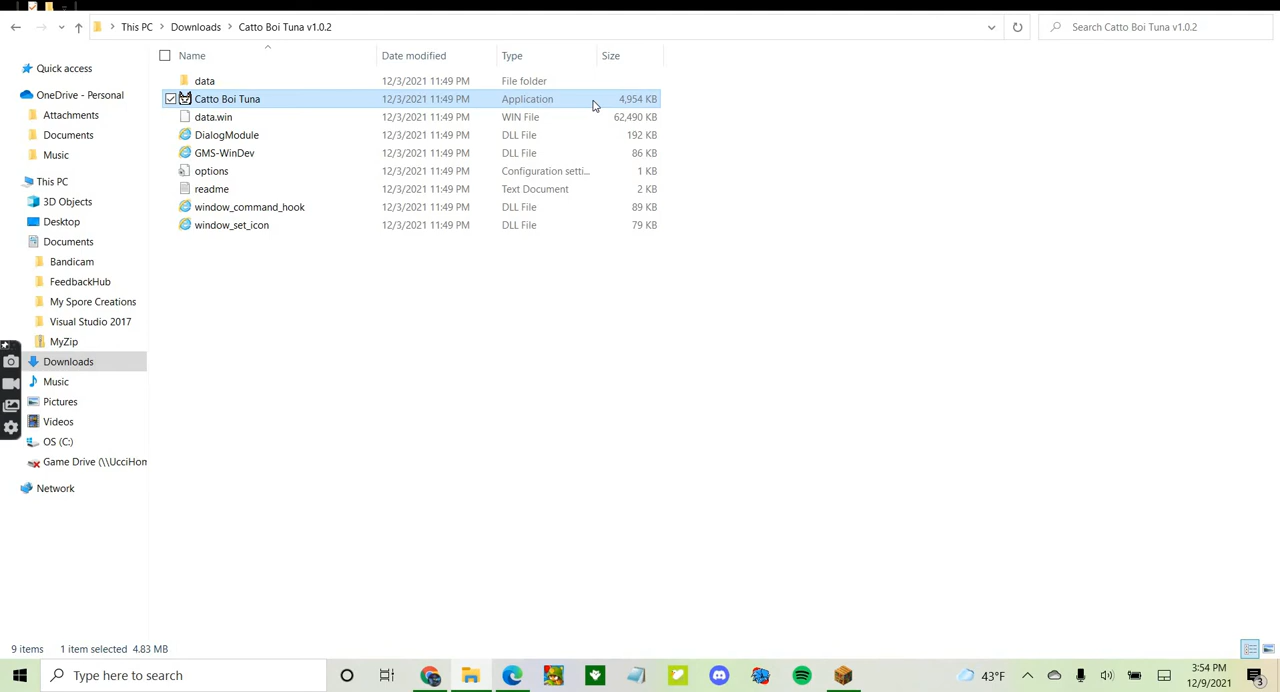 This PC > Downloads > Catto Boi Tuna v1.0.2
Search Catto Boi Tuna v1.0.2
Name Date modified Type Size
data 12/3/2021 11:49 PM File folder
Catto Boi Tuna 12/3/2021 11:49 PM Application 4,954 KB
data.win 12/3/2021 11:49 PM WIN File 62,490 KB
DialogModule 12/3/2021 11:49 PM DLL File 192 KB
GMS-WinDev 12/3/2021 11:49 PM DLL File 86 KB
options 12/3/2021 11:49 PM Configuration setti... 1 KB
readme 12/3/2021 11:49 PM Text Document 2 KB
window_command_hook 12/3/2021 11:49 PM DLL File 89 KB
window_set_icon 12/3/2021 11:49 PM DLL File 79 KB
Quick access
OneDrive - Personal
Attachments
Documents
Music
This PC
3D Objects
Desktop
Documents
Bandicam
FeedbackHub
My Spore Creations
Visual Studio 2017
MyZip
Downloads
Music
Pictures
Videos
OS (C:)
Game Drive (\\UcciHom
Network
9 items 1 item selected 4.83 MB
Type here to search
43°F
3:54 PM
12/9/2021
3